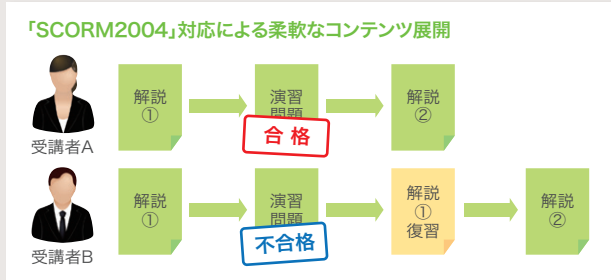 「SCORM2004」対応による柔軟なコンテンツ展開
解説
①
演習
問題
合格
解説
②
受講者A
解説
①
演習
問題
不合格
解説
①
復習
解説
②
受講者B